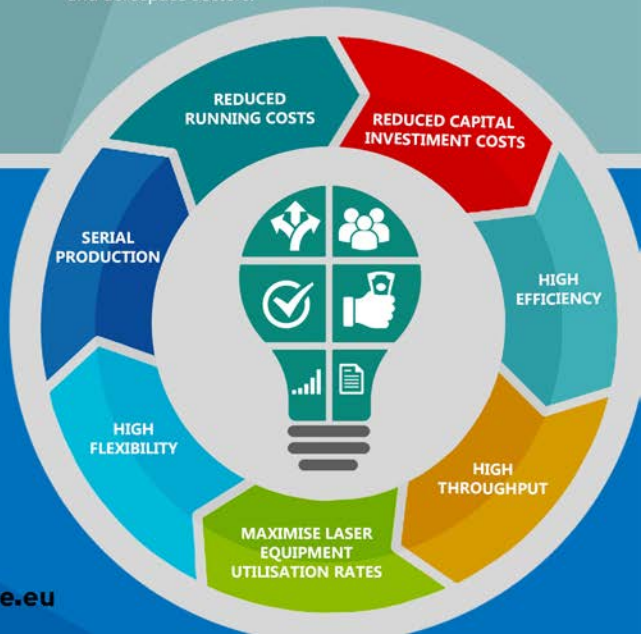 REDUCED
RUNNING COSTS
REDUCED CAPITAL
INVESTIMENT COSTS
HIGH
EFFICIENCY
HIGH
THROUGHPUT
MAXIMISE LASER
EQUIPMENT
UTILISATION RATES
HIGH
FLEXIBILITY
SERIAL
PRODUCTION
e.eu